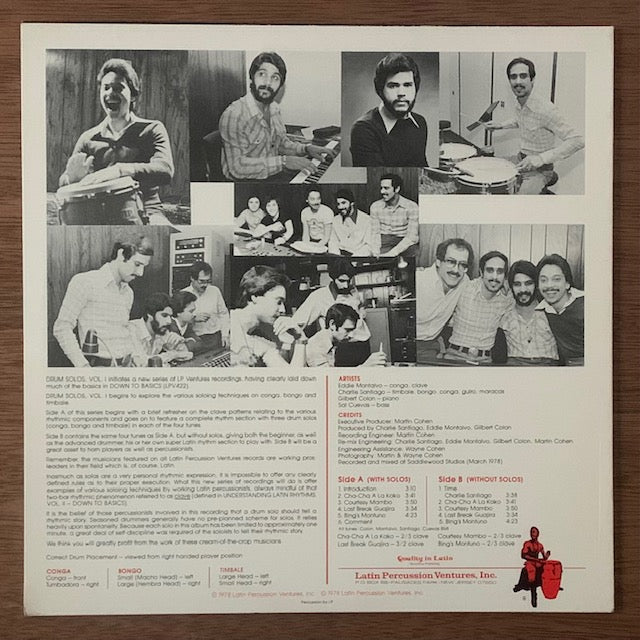 DRUM SOLOS, VOL. I initiates a new series of LP Ventures recordings, having clearly laid down
much of the basics in DOWN TO BASICS (LPV422)
DRUM SOLOS, VOL. I begins to explore the various soloing techniques on conga, bongo and
timbale.
Side A of this series begins with a brief refresher on the clave patterns relating to the various
rhythmic components and goes on to feature a complete rhythm section with three drum solos
(conga, bongo and timbale) in each of the four tunes.
Side B contains the same four tunes as Side A, but without solos, giving both the beginner, as well
as the advanced drummer, his or her own super Latin rhythm section to play with. Side B will be a
great asset to horn players as well as percussionists.
Remember, the musicians featured on all Latin Percussion Ventures records are working pros;
leaders in their field which is, of course, Latin.
Inasmuch as solos are a very personal rhythmic expression, it is impossible to offer any clearly
defined rules as to their proper execution. What this new series of recordings will do is offer
examples of various soloing techniques by working Latin percussionists, always mindful of that
two-bar rhythmic phenomenon referred to as clave (defined in UNDERSTANDING LATIN RHYTHMS,
VOL. II – DOWN TO BASICS).
It is the belief of those percussionists involved in this recording that a drum solo should tell a
rhythmic story. Seasoned drummers generally have no pre-planned scheme for solos. It relies
heavily upon spontaneity. Because each solo in this album has been limited to approximately one
minute, a great deal of self-discipline was required of the soloists to tell their rhythmic story.
We think you will greatly profit from the work of these cream-of-the-crop musicians.
Correct Drum Placement – viewed from right handed player position
CONGA
Conga – front
Tumbadora – right
BONGO
Small (Macho Head) – left
Large (Hembra Head) – right
TIMBALE
Large Head – left
Small Head – right
© 1978 Latin Percussion Ventures, Inc. ℗ 1978 Latin Percussion Ventures, Inc.
ARTISTS
Eddie Montalvo – conga, clave
Charlie Santiago – timbale, bongo, guiro, maracas
Gilbert Colon – piano
Sal Cuevas – bass
CREDITS
Executive Producer: Martin Cohen
Produced by Charlie Santiago, Eddie Montalvo, Gilbert Colon
Recording Engineer: Martin Cohen
Re-mix Engineering: Charlie Santiago, Eddie Montalvo, Gilbert Colon, Martin Cohen
Engineering Assistance: Wayne Cohen
Photography: Martin & Wayne Cohen
Recorded and mixed at Saddlewood Studios (March 1978)
Side A (WITH SOLOS)
1. Introduction 3:10
2. Cha-Cha A La Koko 3:41
3. Courtesy Mambo 3:50
4. Last Break Guajira 3:34
5. Bing's Montuno 4:23
6. Comment
All tunes: Colon, Montalvo, Santiago, Cuevas BMI
Cha-Cha A La Koko – 2/3 clave
Last Break Guajira – 3/2 clave
Side B (WITHOUT SOLOS)
1. Time
Charlie Santiago 3:38
2. Cha-Cha A La Koko 3:41
3. Courtesy Mambo 3:50
4. Last Break Guajira 3:34
5. Bing's Montuno 4:23
Courtesy Mambo – 2/3 clave
Bing's Montuno – 2/3 clave
Quality in Latin
Latin Percussion Ventures, Inc.